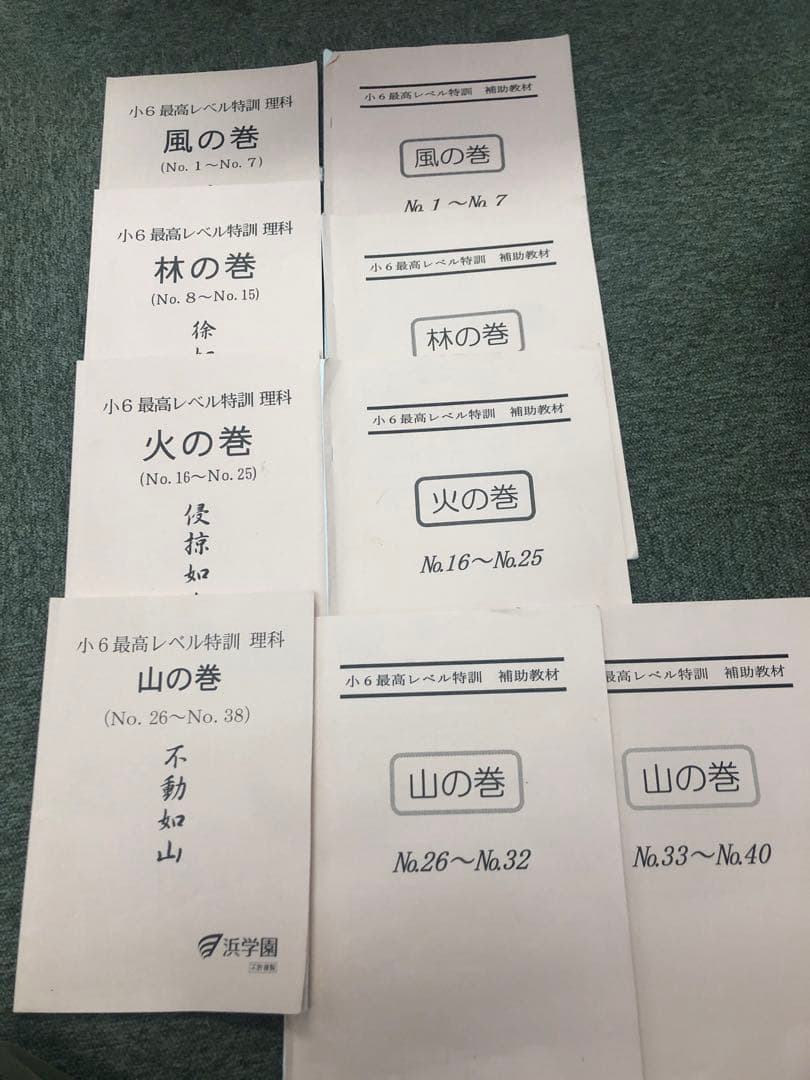 小6最高レベル特訓 理科
風の巻
(No. 1～No. 7)
小6最高レベル特訓 補助教材
風の巻
No. 1 ～No. 7
小6最高レベル特訓 理科
林の巻
(No. 8～No. 15)
徐
小6最高レベル特訓 補助教材
林の巻
小6最高レベル特訓 理科
火の巻
(No. 16～No. 25)
侵
掠
如
小6最高レベル特訓 補助教材
火の巻
No.16～No.25
小6最高レベル特訓 理科
山の巻
(No. 26～No. 38)
不
動
如
山
浜学園
小6最高レベル特訓 補助教材
山の巻
No.26～No.32
最高レベル特訓 補助教材
山の巻
No.33～No.40